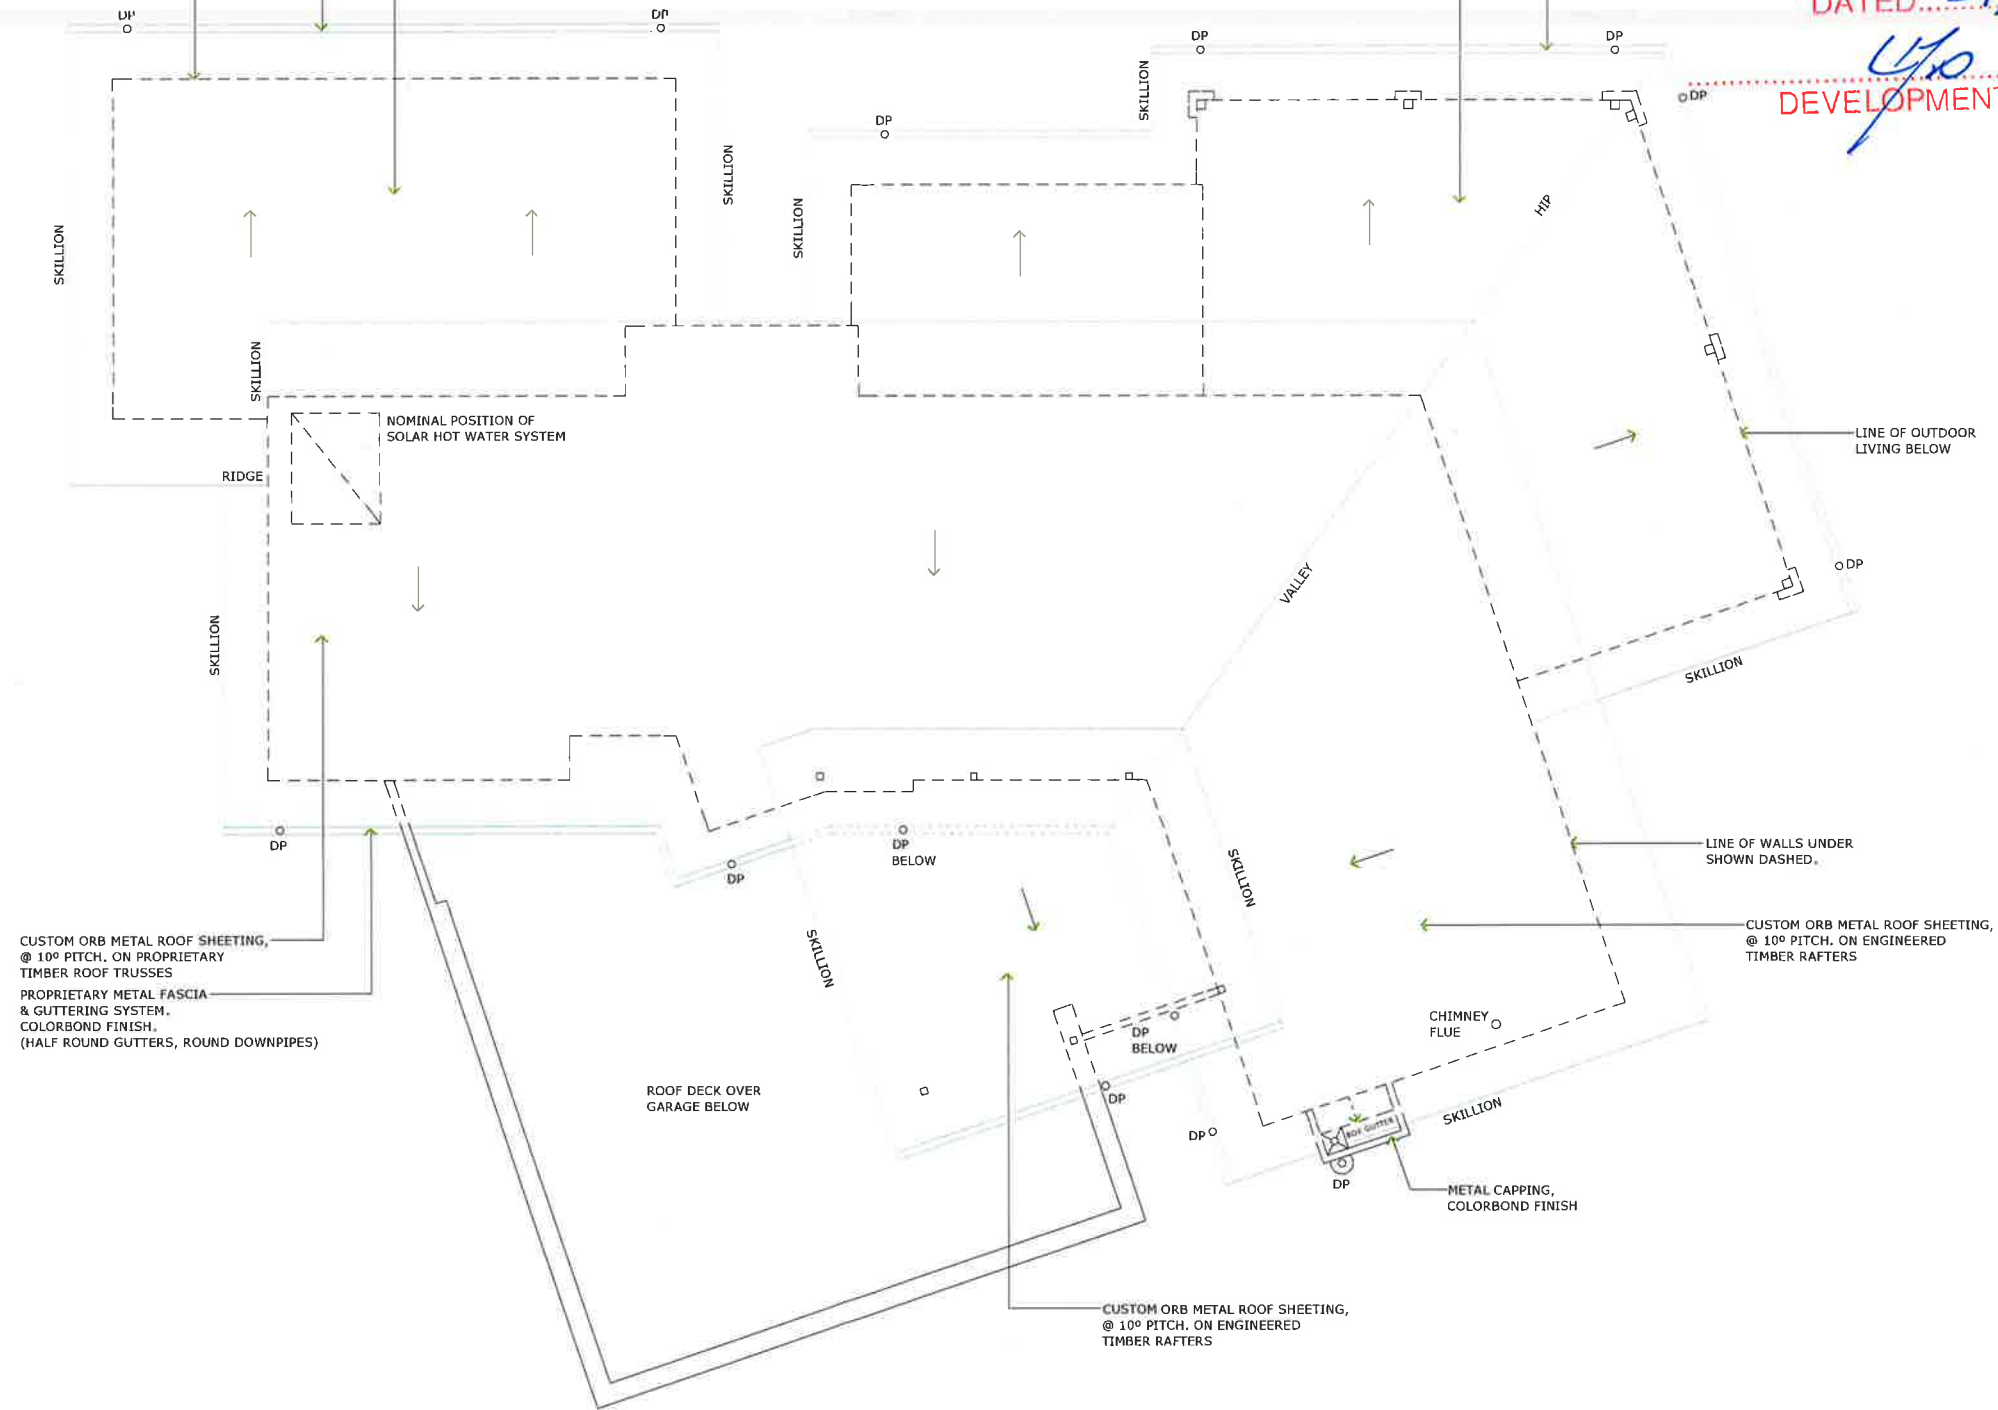 DP
DP
DATED
DP
DP
DP
DEVELOPMENT
SKILLION
DP
SKILLION
SKILLION
SKILLION
HIP
SKILLION
SKILLION
NOMINAL POSITION OF
SOLAR HOT WATER SYSTEM
LINE OF OUTDOOR
LIVING BELOW
RIDGE
VALLEY
DP
SKILLION
SKILLION
DP
DP
BELOW
DP
SKILLION
LINE OF WALLS UNDER
SHOWN DASHED.
CUSTOM ORB METAL ROOF SHEETING,
@ 10º PITCH. ON PROPRIETARY
TIMBER ROOF TRUSSES
PROPRIETARY METAL FASCIA
& GUTTERING SYSTEM.
COLORBOND FINISH.
(HALF ROUND GUTTERS, ROUND DOWNPIPES)
SKILLION
CUSTOM ORB METAL ROOF SHEETING,
@ 10º PITCH. ON ENGINEERED
TIMBER RAFTERS
CHIMNEY
FLUE
DP
BELOW
ROOF DECK OVER
GARAGE BELOW
DP
SKILLION
DP
BOX GUTTER
DP
METAL CAPPING,
COLORBOND FINISH
CUSTOM ORB METAL ROOF SHEETING,
@ 10º PITCH. ON ENGINEERED
TIMBER RAFTERS